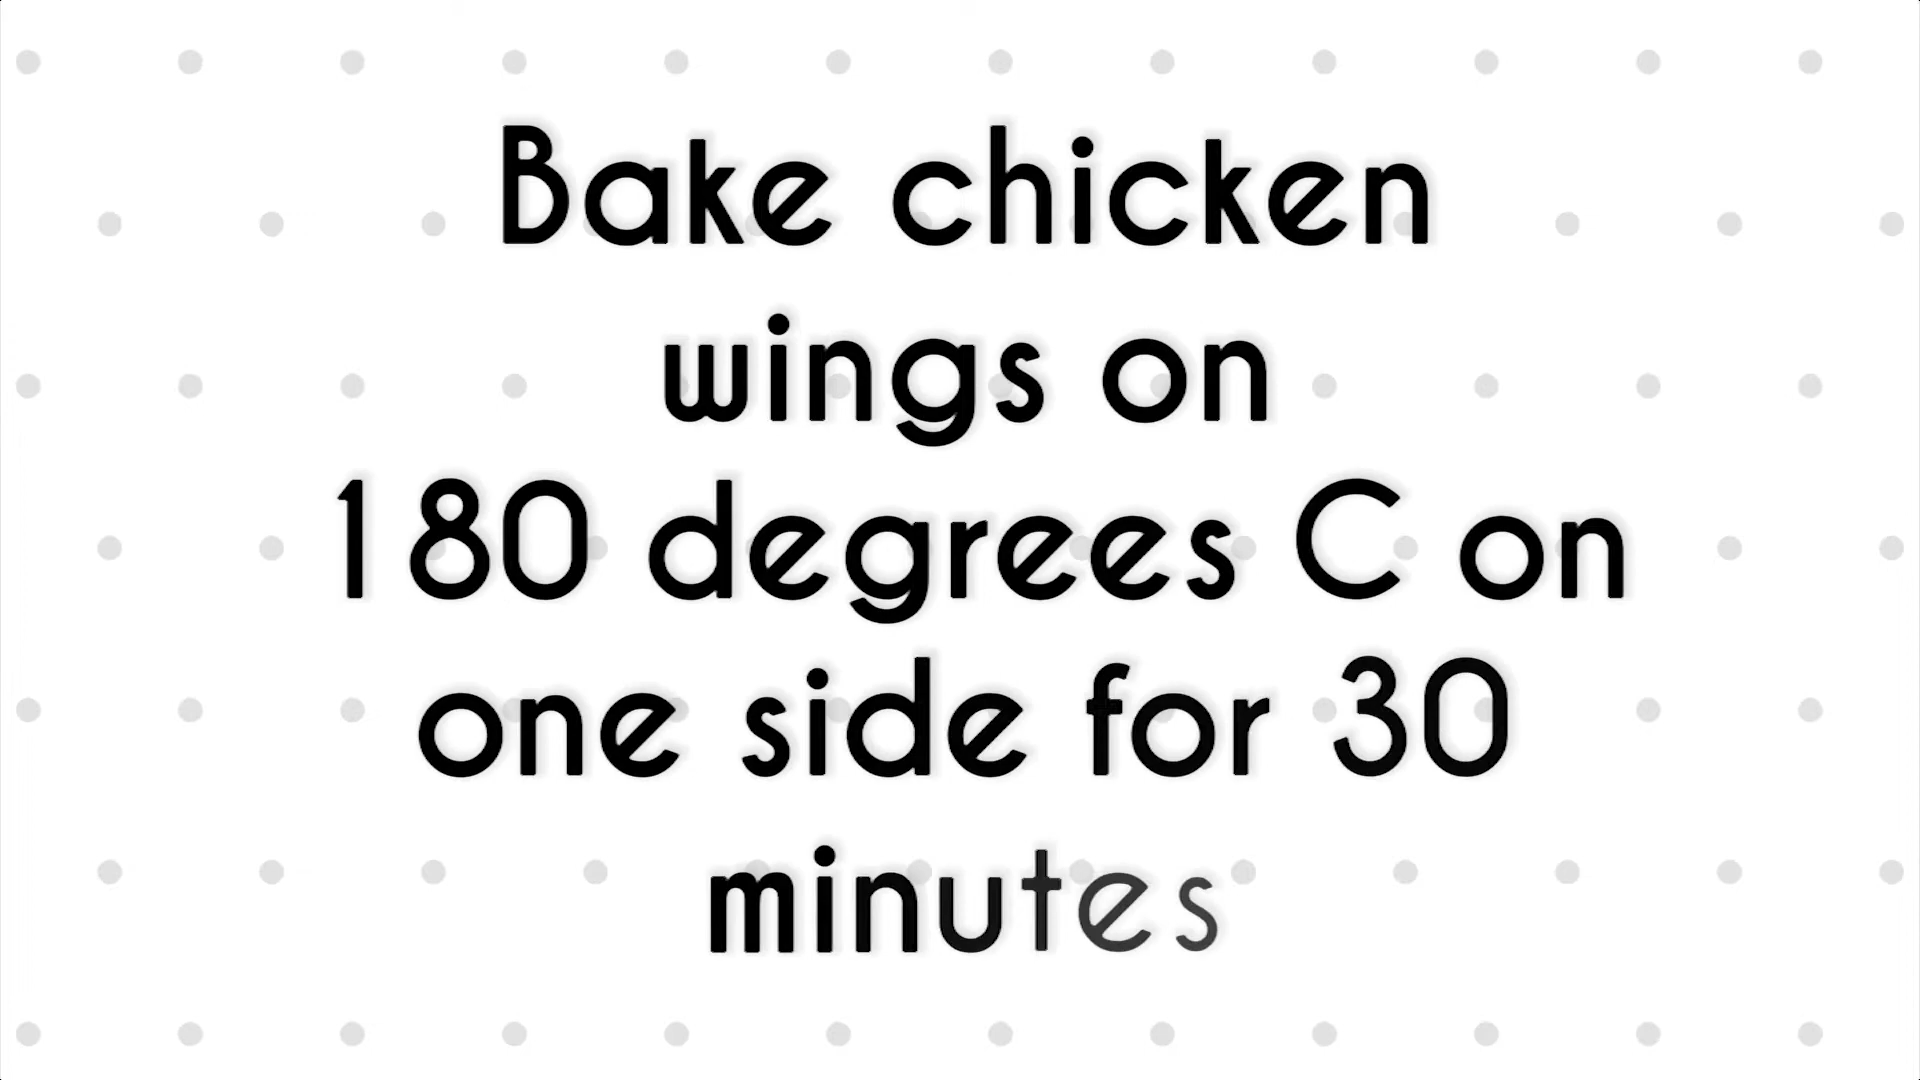 Bake chicken
wings on
180 degrees C on
one side for 30
minutes